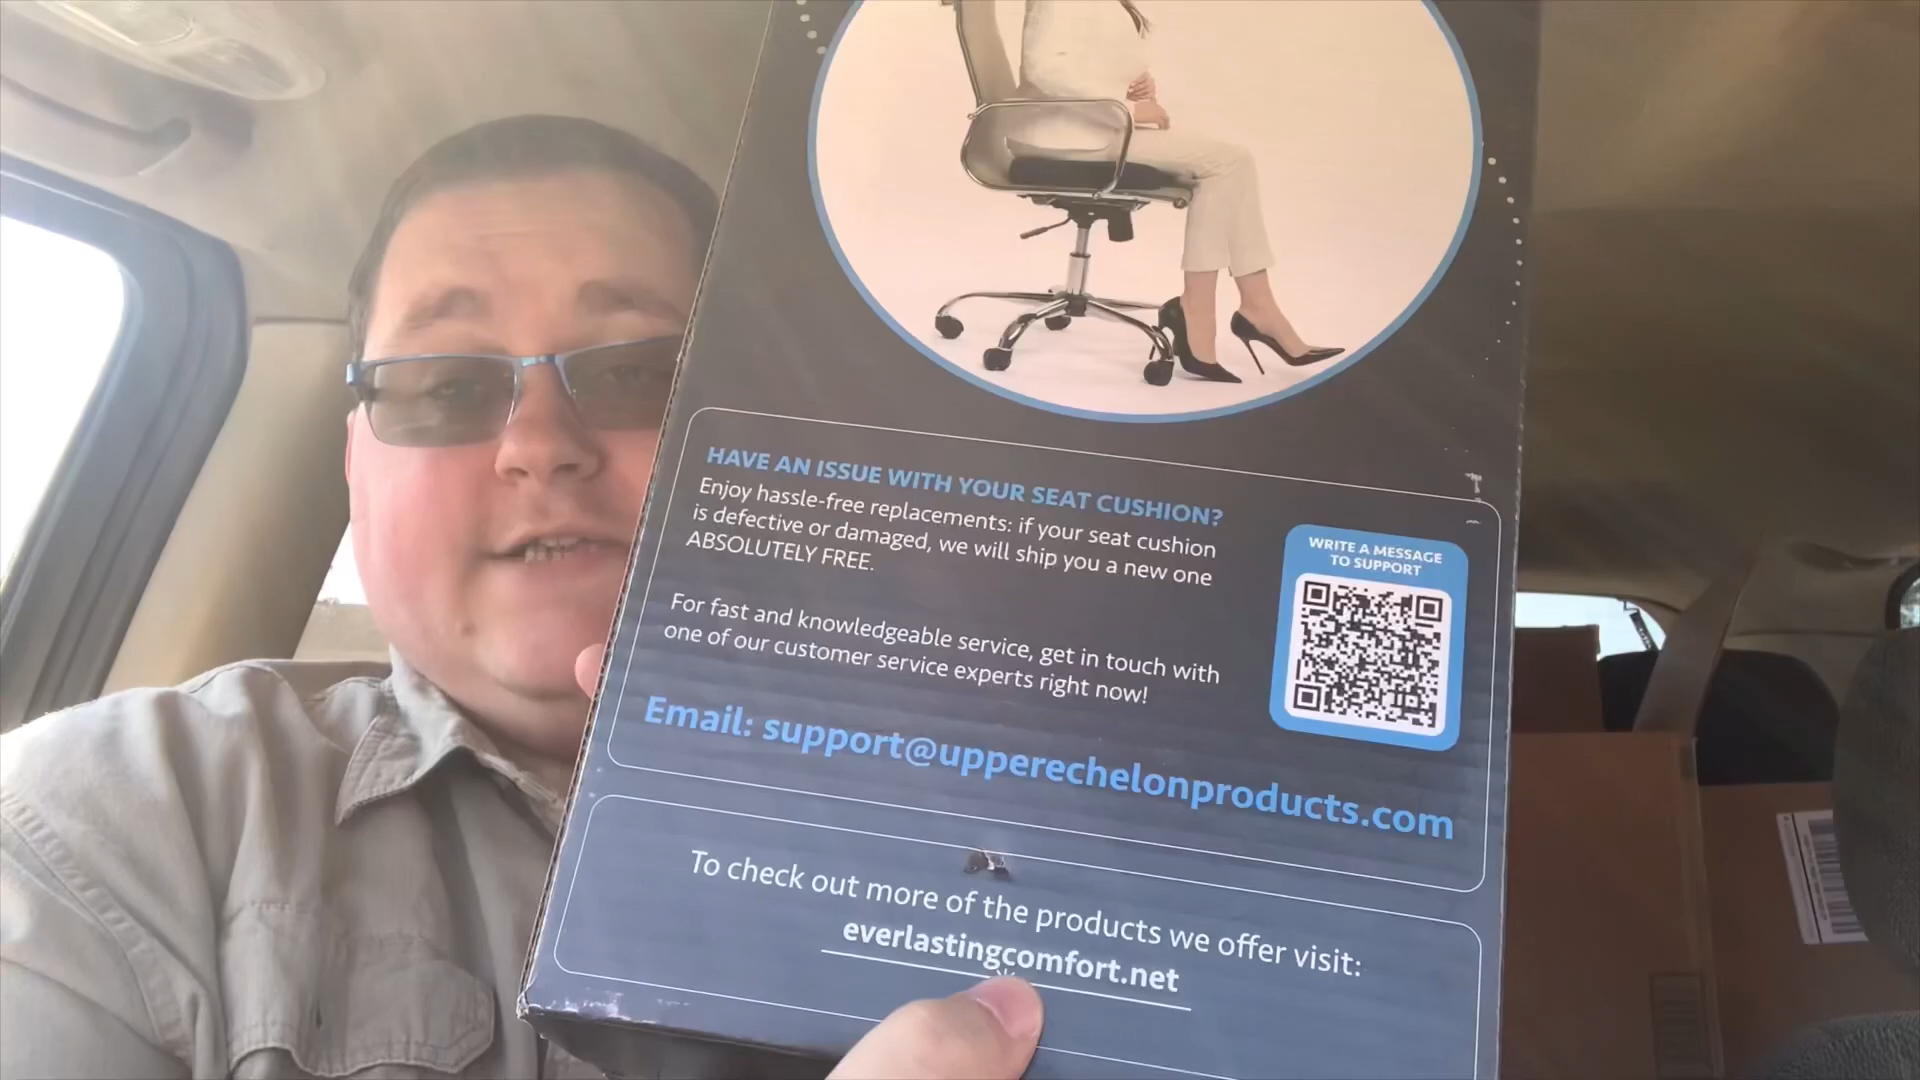 HAVE AN ISSUE WITH YOUR SEAT CUSHION?
Enjoy hassle-free replacements: if your seat cushion
is defective or damaged, we will ship you a new one
ABSOLUTELY FREE.
For fast and knowledgeable service, get in touch with
one of our customer service experts right now!
Email: support@upperechelonproducts.com
WRITE A MESSAGE
TO SUPPORT
To check out more of the products we offer visit:
everlastingcomfort.net